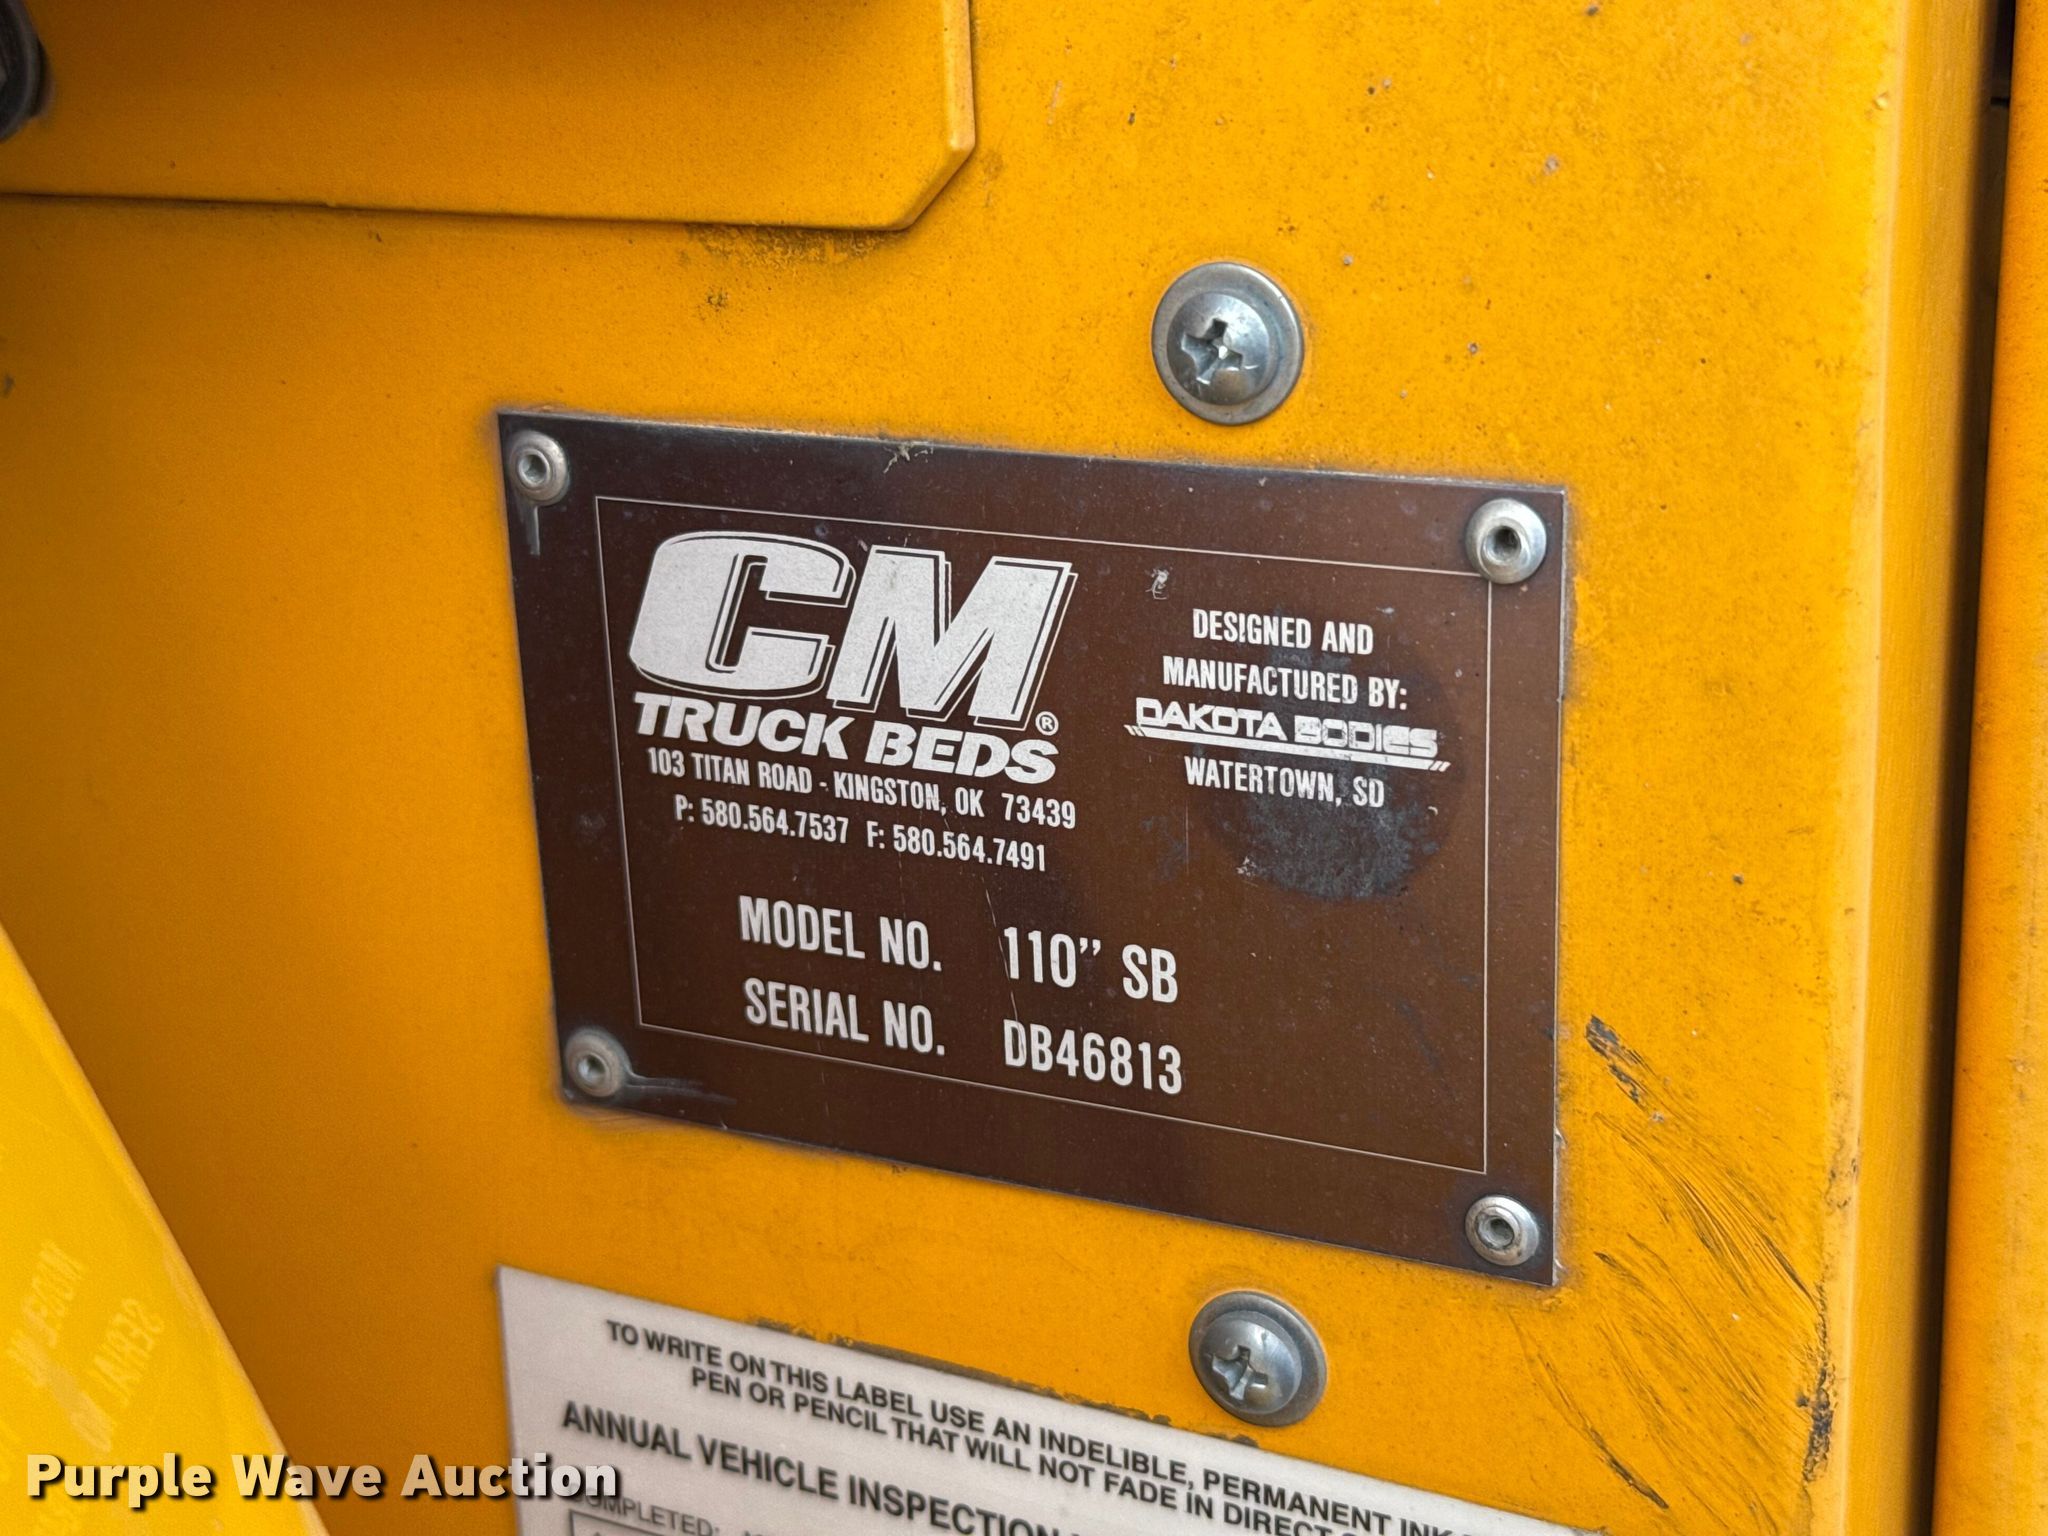 CM®
TRUCK BEDS
103 TITAN ROAD - KINGSTON, OK 73439
P: 580.564.7537 F: 580.564.7491
DESIGNED AND
MANUFACTURED BY:
DAKOTA BODIES
WATERTOWN, SD
MODEL NO. 110" SB
SERIAL NO. DB46813
TO WRITE ON THIS LABEL USE AN INDELIBLE, PERMANENT INK
PEN OR PENCIL THAT WILL NOT FADE IN DIRECT
ANNUAL VEHICLE INSPECTION
COMPLETED:
Purple Wave Auction